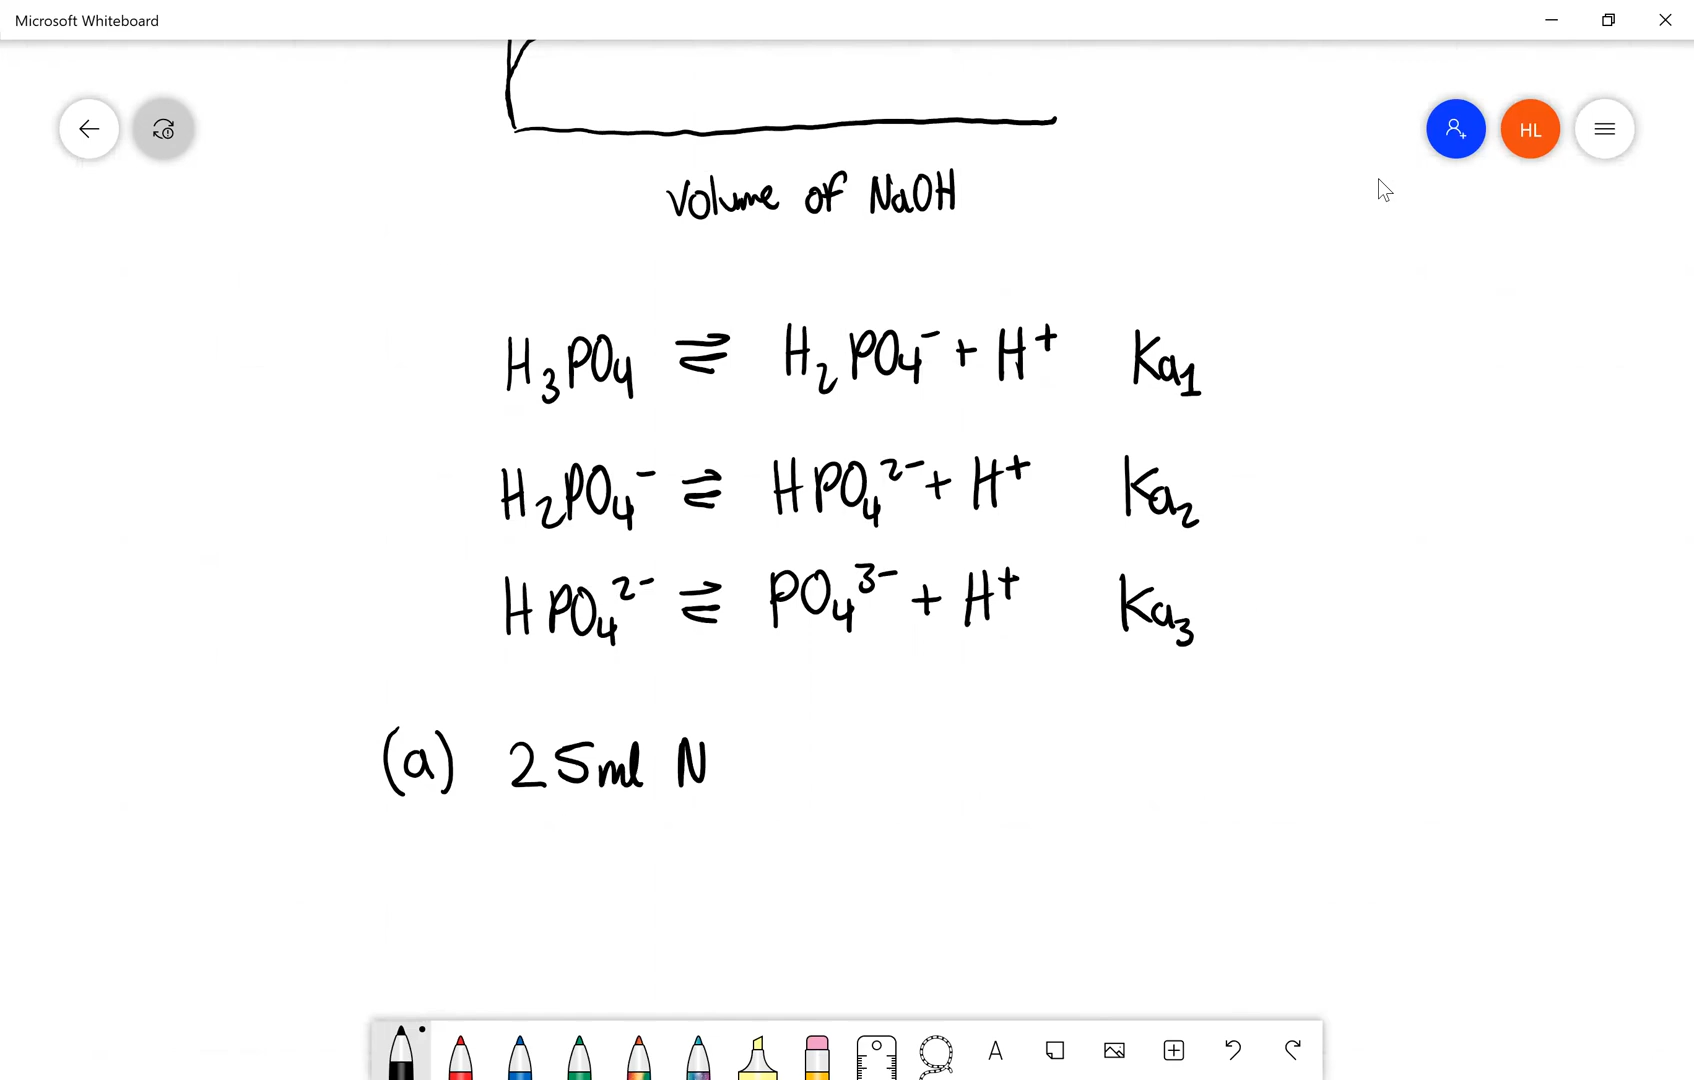 Microsoft Whiteboard
HL
Volume of NaOH
H₃PO₄ ⇌ H₂PO₄⁻ + H⁺ Ka₁
H₂PO₄⁻ ⇌ HPO₄²⁻ + H⁺ Ka₂
HPO₄²⁻ ⇌ PO₄³⁻ + H⁺ Ka₃
(a) 25ml N
A